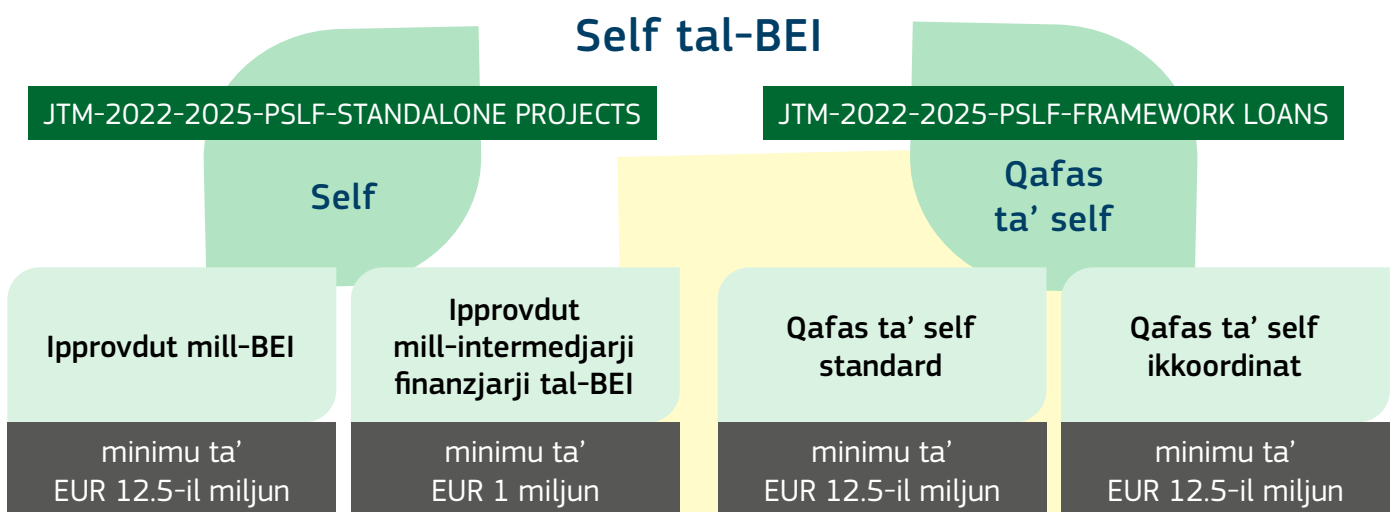 Self tal-BEI
JTM-2022-2025-PSLF-STANDALONE PROJECTS
JTM-2022-2025-PSLF-FRAMEWORK LOANS
Self
Qafas
ta’ self
Ipprovdut mill-BEI
Ipprovdut
mill-intermedjarji
finanzjarji tal-BEI
Qafas ta’ self
standard
Qafas ta’ self
ikkoordinat
minimu ta’
EUR 12.5-il miljun
minimu ta’
EUR 1 miljun
minimu ta’
EUR 12.5-il miljun
minimu ta’
EUR 12.5-il miljun